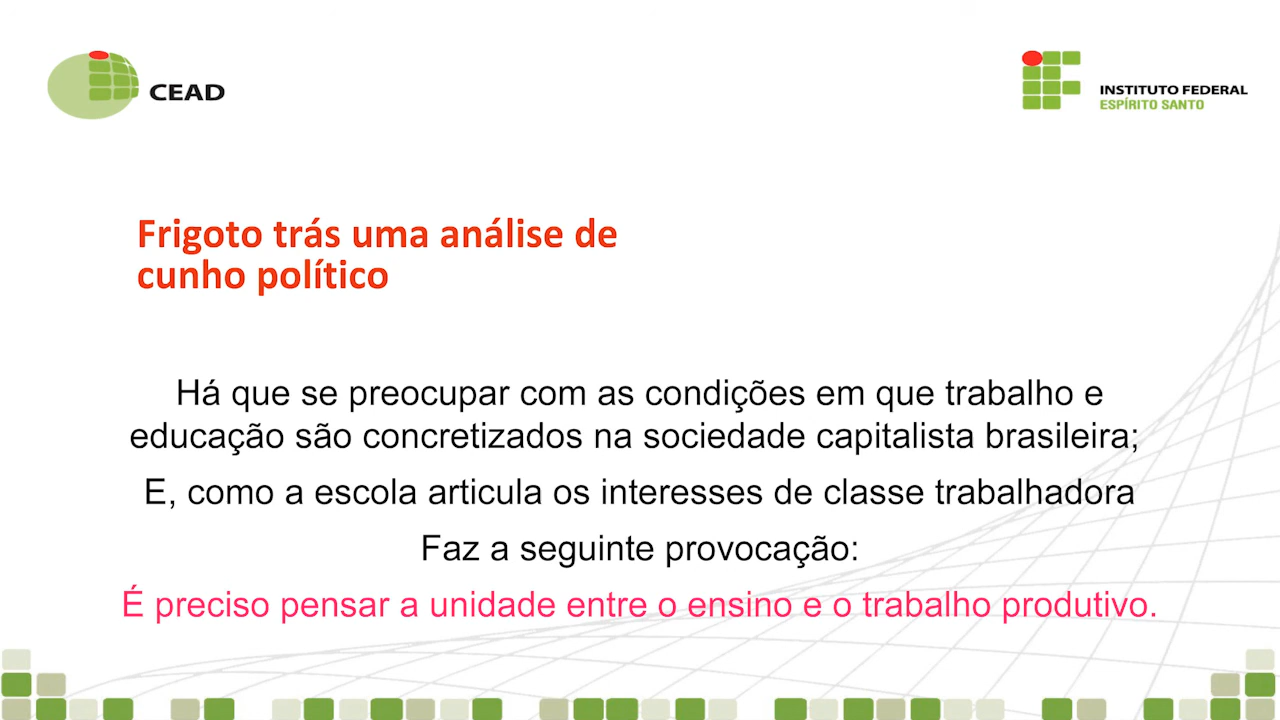 CEAD
INSTITUTO FEDERAL
ESPÍRITO SANTO
Frigoto trás uma análise de
cunho político
Há que se preocupar com as condições em que trabalho e
educação são concretizados na sociedade capitalista brasileira;
E, como a escola articula os interesses de classe trabalhadora
Faz a seguinte provocação:
É preciso pensar a unidade entre o ensino e o trabalho produtivo.